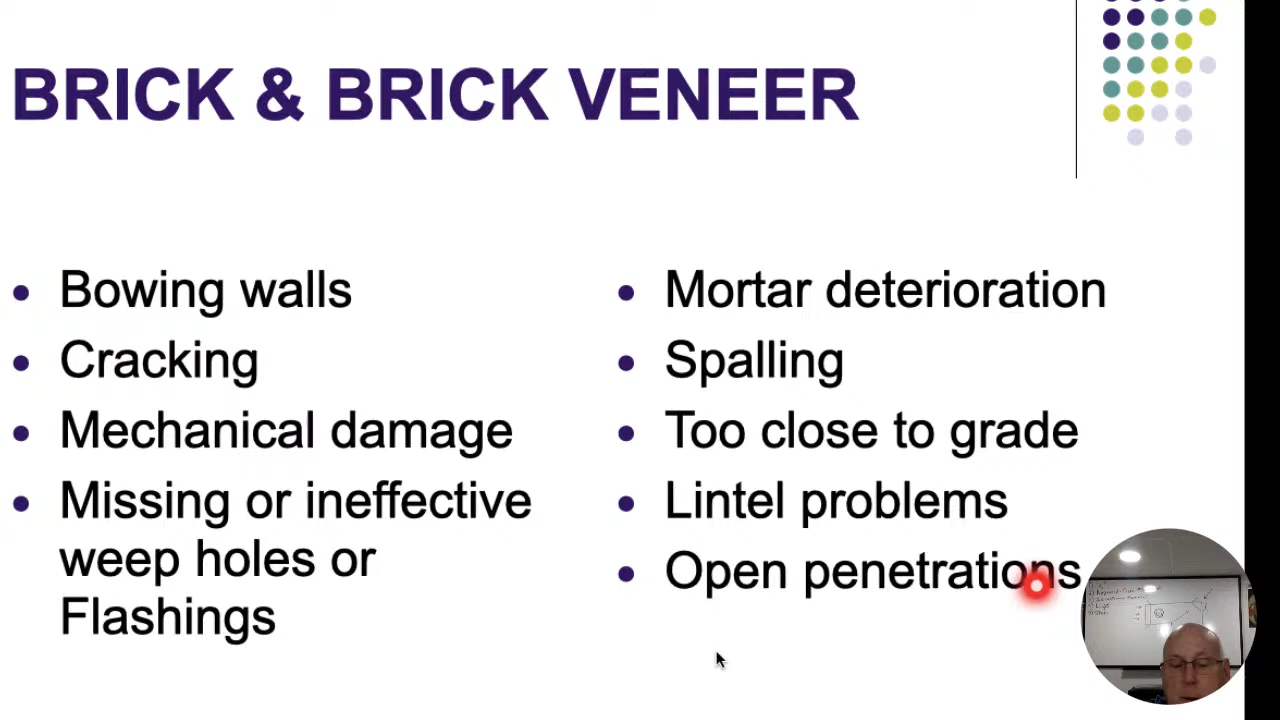 BRICK & BRICK VENEER
Bowing walls
Cracking
Mechanical damage
Missing or ineffective
weep holes or
Flashings
Mortar deterioration
Spalling
Too close to grade
Lintel problems
Open penetrations